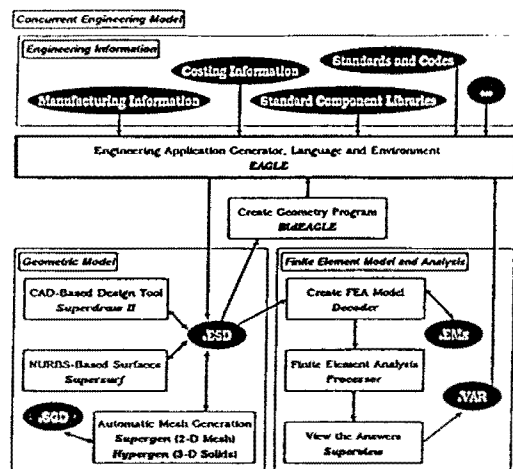 Concurrent Engineering Model
Engineering Information
Costing Information
Standards and Codes
Manufacturing Information
Standard Component Libraries
...
Engineering Application Generator, Language and Environment
EAGLE
Create Geometry Program
BldEAGLE
Geometric Model
Finite Element Model and Analysis
CAD-Based Design Tool
Superdraw II
.ESD
Create FEA Model
Decoder
.EMs
NURBS-Based Surfaces
Supersurf
Finite Element Analysis
Processor
.VAR
.SGD
Automatic Mesh Generation
Supergen (2-D Mesh)
Hypergen (3-D Solids)
View the Answers
Superview